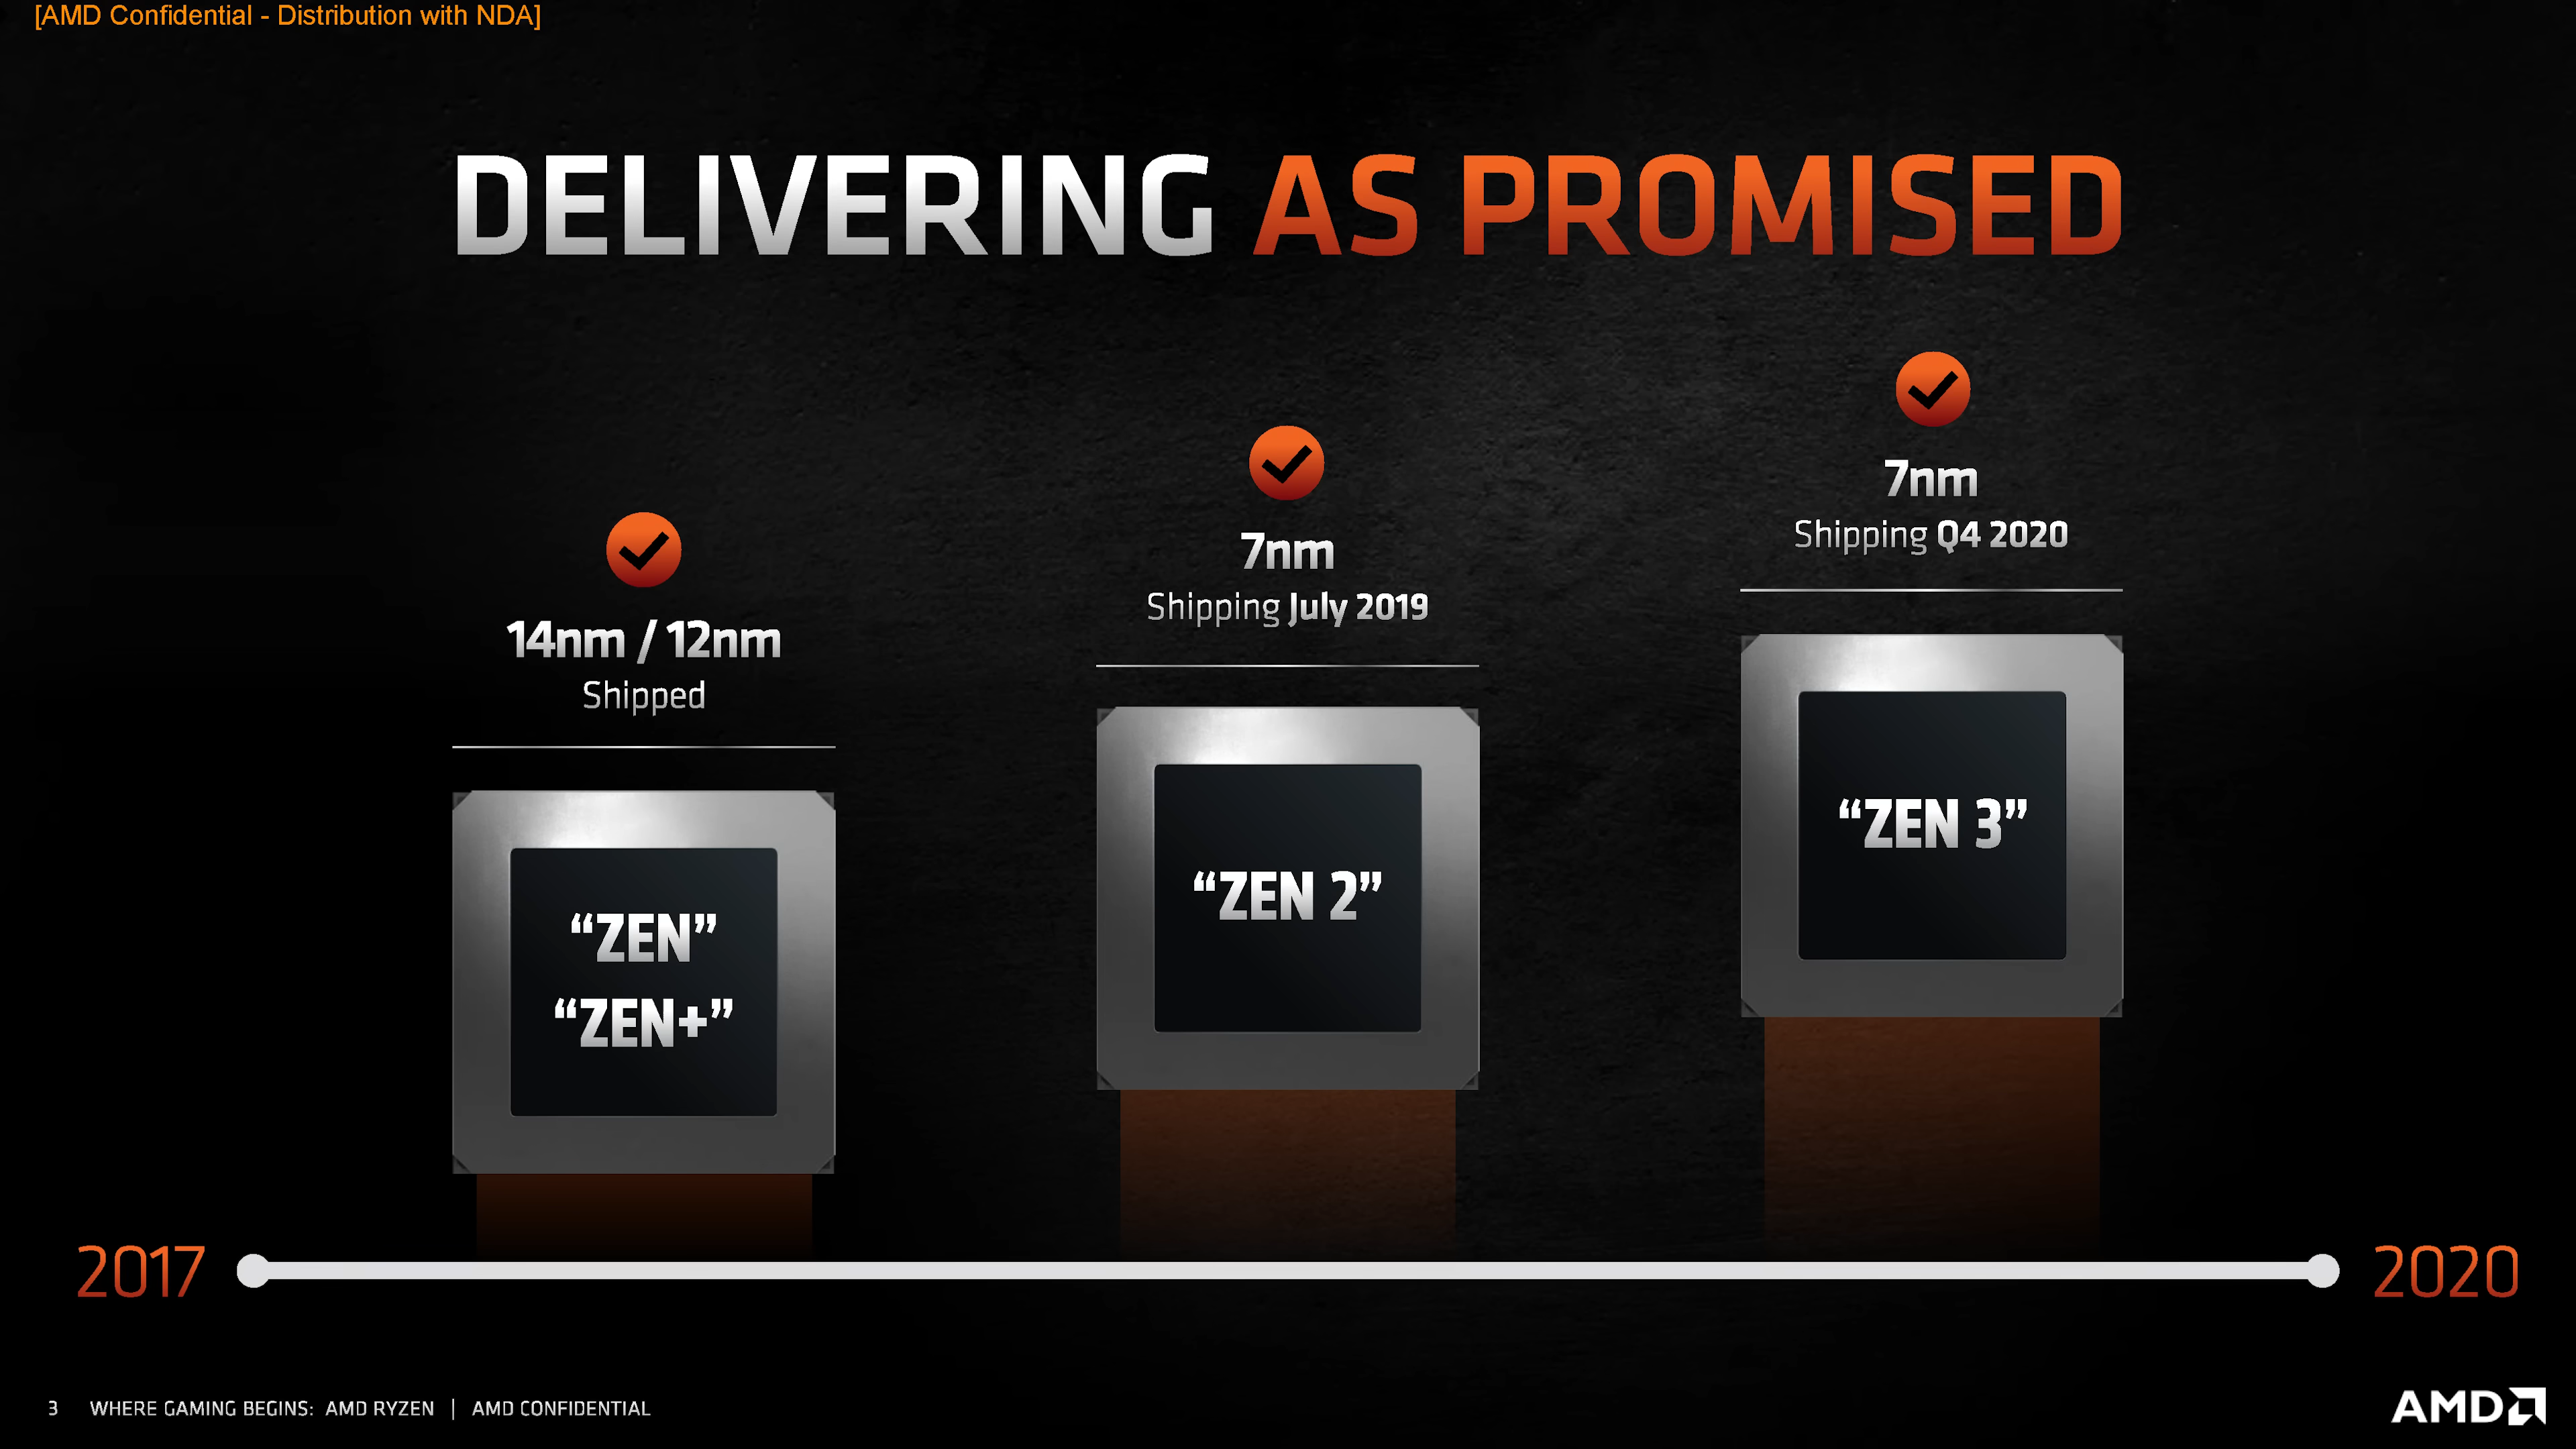 [AMD Confidential - Distribution with NDA]
DELIVERING AS PROMISED
14nm / 12nm
Shipped
“ZEN”
“ZEN+”
7nm
Shipping July 2019
“ZEN 2”
7nm
Shipping Q4 2020
“ZEN 3”
2017
2020
3 WHERE GAMING BEGINS: AMD RYZEN | AMD CONFIDENTIAL
AMD